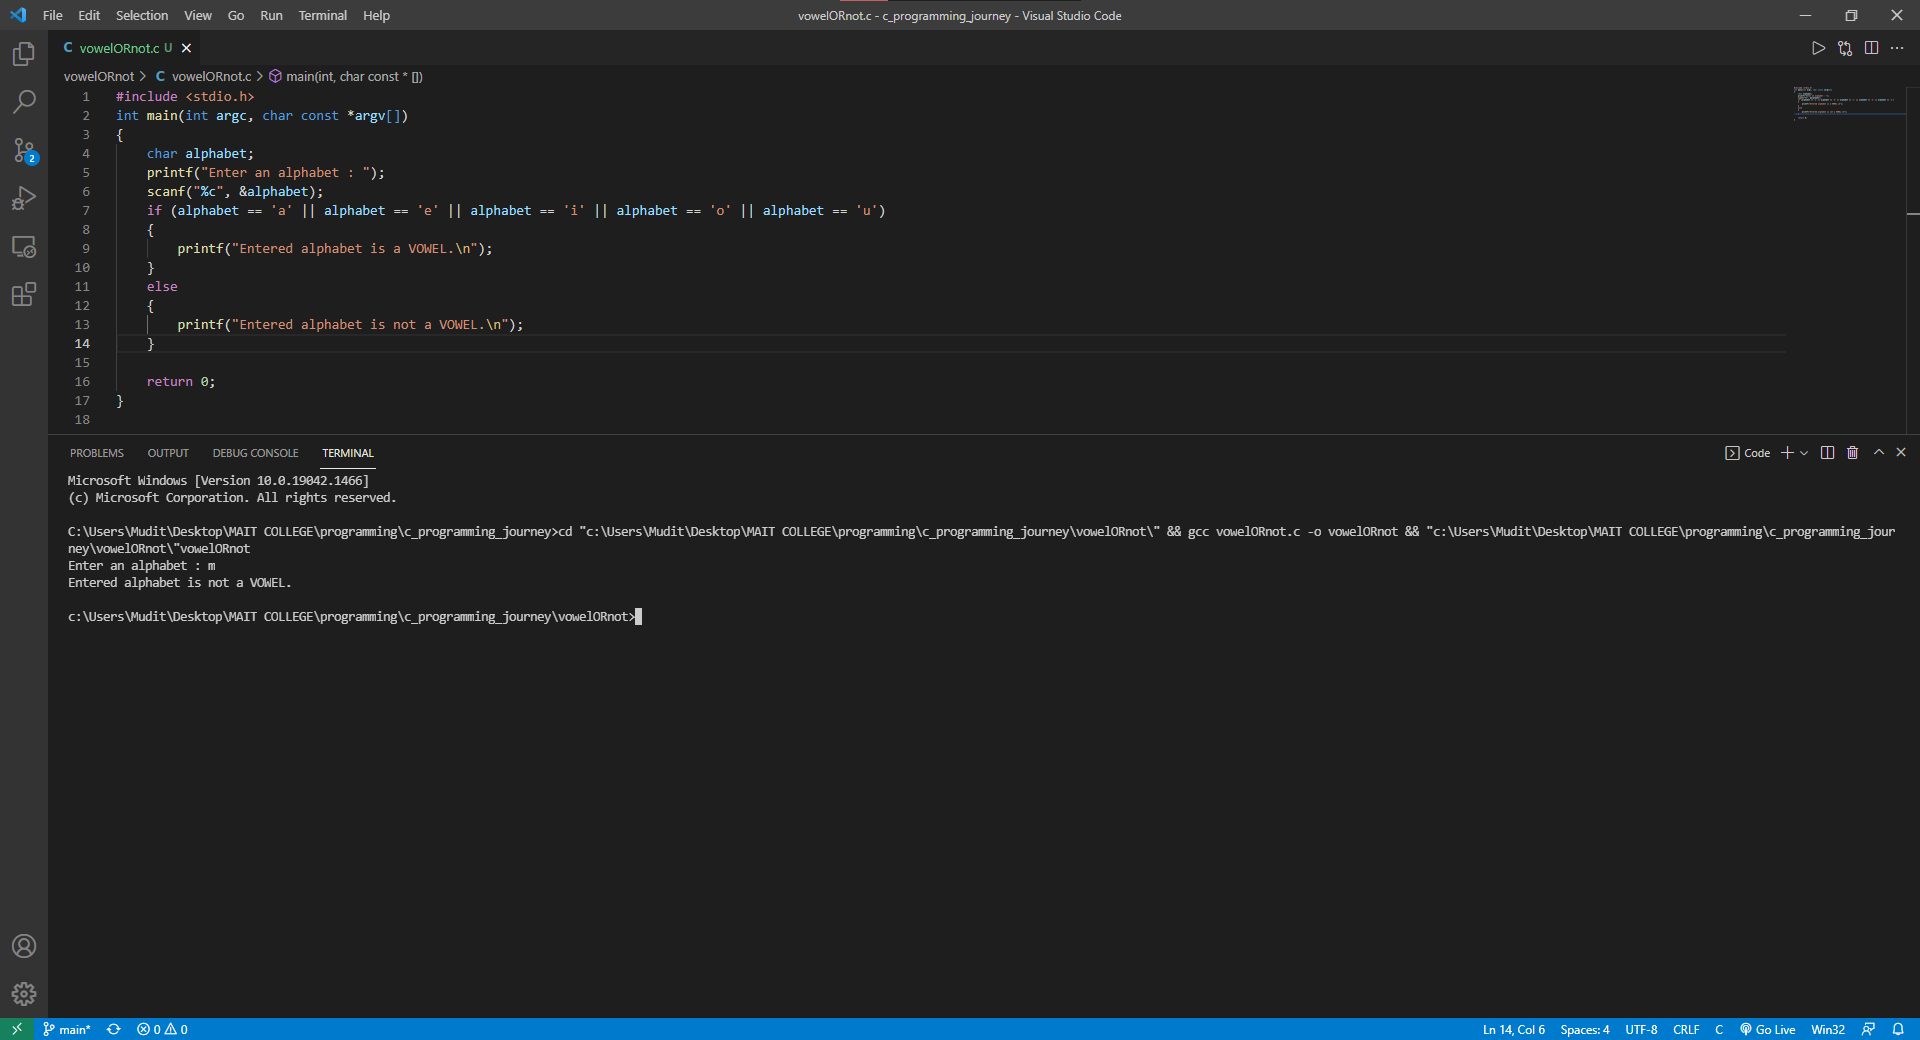 File Edit Selection View Go Run Terminal Help
vowelORnot.c - c_programming_journey - Visual Studio Code
C vowelORnot.c U
vowelORnot > C vowelORnot.c > main(int, char const * [])
1 #include <stdio.h>
2 int main(int argc, char const *argv[])
3 {
4     char alphabet;
5     printf("Enter an alphabet : ");
6     scanf("%c", &alphabet);
7     if (alphabet == 'a' || alphabet == 'e' || alphabet == 'i' || alphabet == 'o' || alphabet == 'u')
8     {
9         printf("Entered alphabet is a VOWEL.\n");
10     }
11     else
12     {
13         printf("Entered alphabet is not a VOWEL.\n");
14     }
15
16     return 0;
17 }
18
2
PROBLEMS OUTPUT DEBUG CONSOLE TERMINAL
Code
Microsoft Windows [Version 10.0.19042.1466]
(c) Microsoft Corporation. All rights reserved.
C:\Users\Mudit\Desktop\MAIT COLLEGE\programming\c_programming_journey>cd "c:\Users\Mudit\Desktop\MAIT COLLEGE\programming\c_programming_journey\vowelORnot\" && gcc vowelORnot.c -o vowelORnot && "c:\Users\Mudit\Desktop\MAIT COLLEGE\programming\c_programming_jour
ney\vowelORnot\"vowelORnot
Enter an alphabet : m
Entered alphabet is not a VOWEL.
c:\Users\Mudit\Desktop\MAIT COLLEGE\programming\c_programming_journey\vowelORnot>
main* 0 0
Ln 14, Col 6 Spaces: 4 UTF-8 CRLF C Go Live Win32